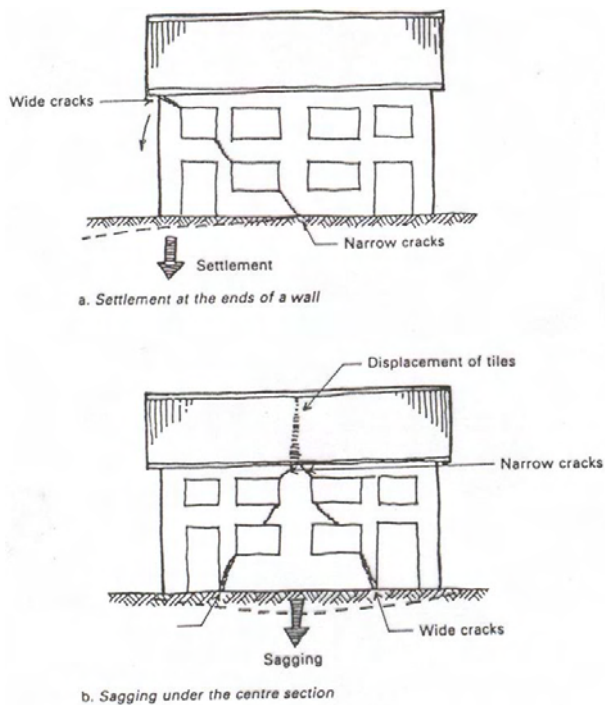 Wide cracks
Narrow cracks
Settlement
a. Settlement at the ends of a wall
Displacement of tiles
Narrow cracks
Wide cracks
Sagging
b. Sagging under the centre section